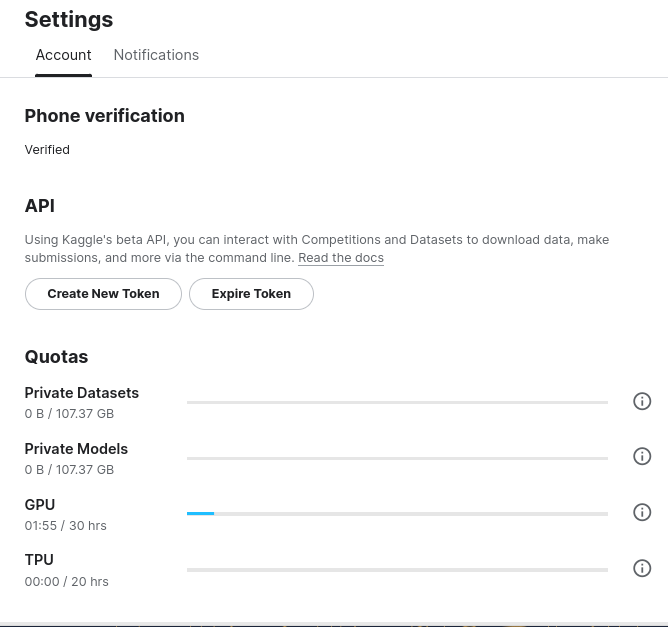 Settings
Account Notifications
Phone verification
Verified
API
Using Kaggle's beta API, you can interact with Competitions and Datasets to download data, make
submissions, and more via the command line. Read the docs
Create New Token Expire Token
Quotas
Private Datasets
0 B / 107.37 GB
Private Models
0 B / 107.37 GB
GPU
01:55 / 30 hrs
TPU
00:00 / 20 hrs